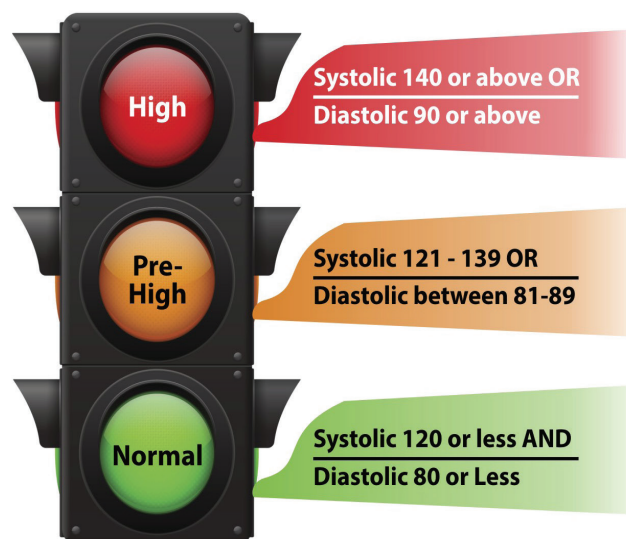 High
Systolic 140 or above OR
Diastolic 90 or above
Pre-
High
Systolic 121 - 139 OR
Diastolic between 81-89
Normal
Systolic 120 or less AND
Diastolic 80 or Less